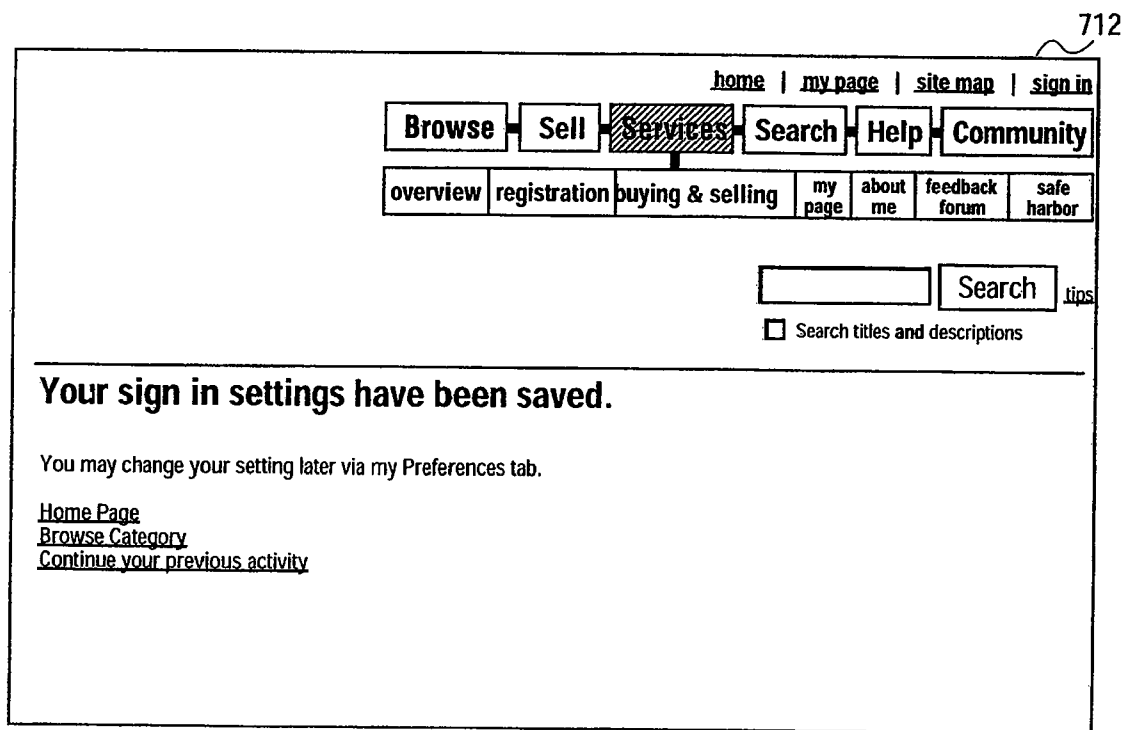 712
home | my page | site map | sign in
Browse Sell Services Search Help Community
overview registration buying & selling my page about me feedback forum safe harbor
Search tips
Search titles and descriptions
Your sign in settings have been saved.
You may change your setting later via my Preferences tab.
Home Page
Browse Category
Continue your previous activity